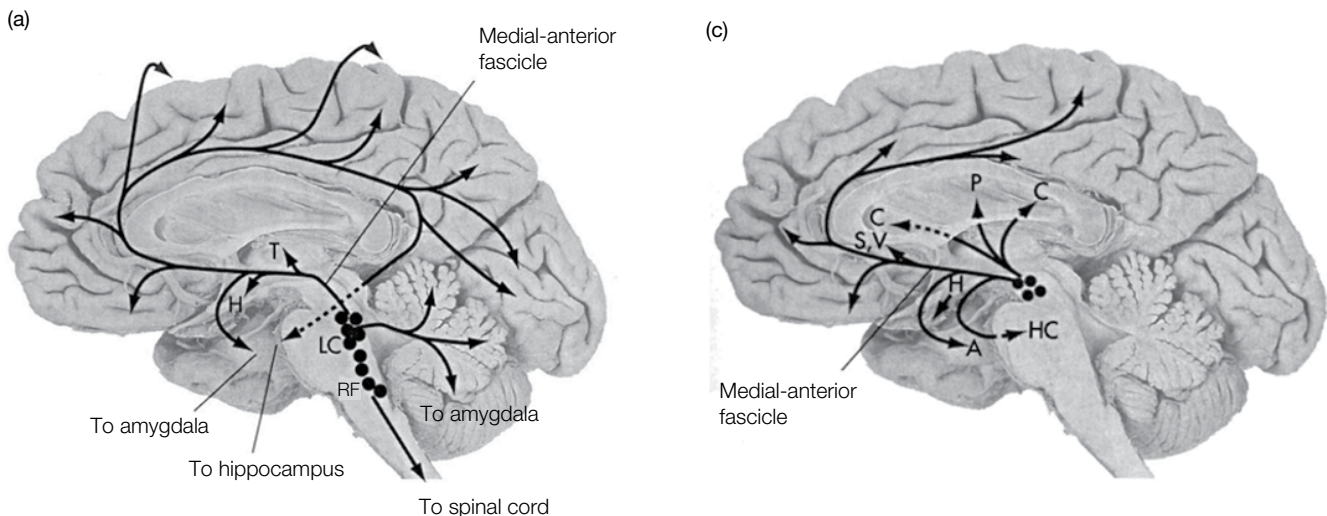 (a)
Medial-anterior
fascicle
T
H
LC
RF
To amygdala
To amygdala
To hippocampus
To spinal cord
(c)
P
C
C
S,V
H
HC
A
Medial-anterior
fascicle